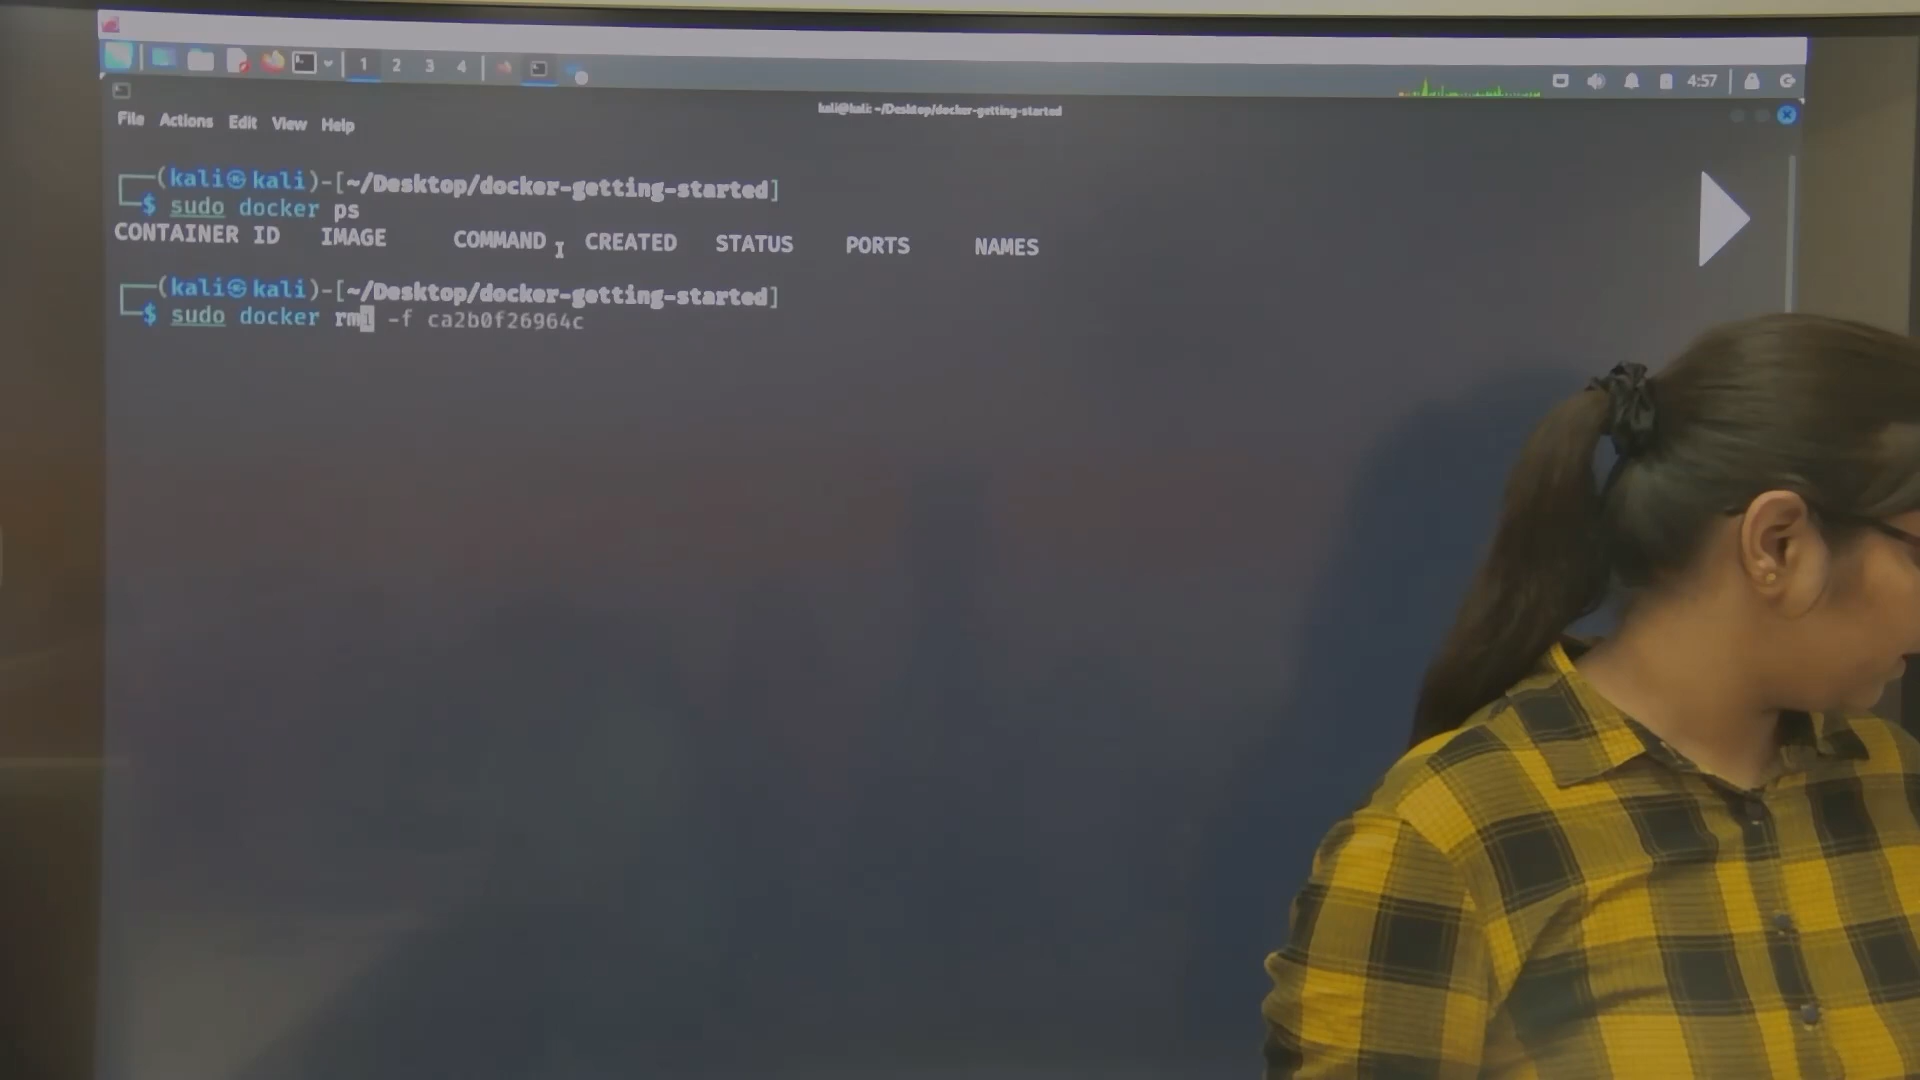 1 2 3 4
4:57
kali@kali: ~/Desktop/docker-getting-started
File Actions Edit View Help
(kali㉿kali)-[~/Desktop/docker-getting-started]
$ sudo docker ps
CONTAINER ID IMAGE COMMAND CREATED STATUS PORTS NAMES
(kali㉿kali)-[~/Desktop/docker-getting-started]
$ sudo docker rmi -f ca2b0f26964c